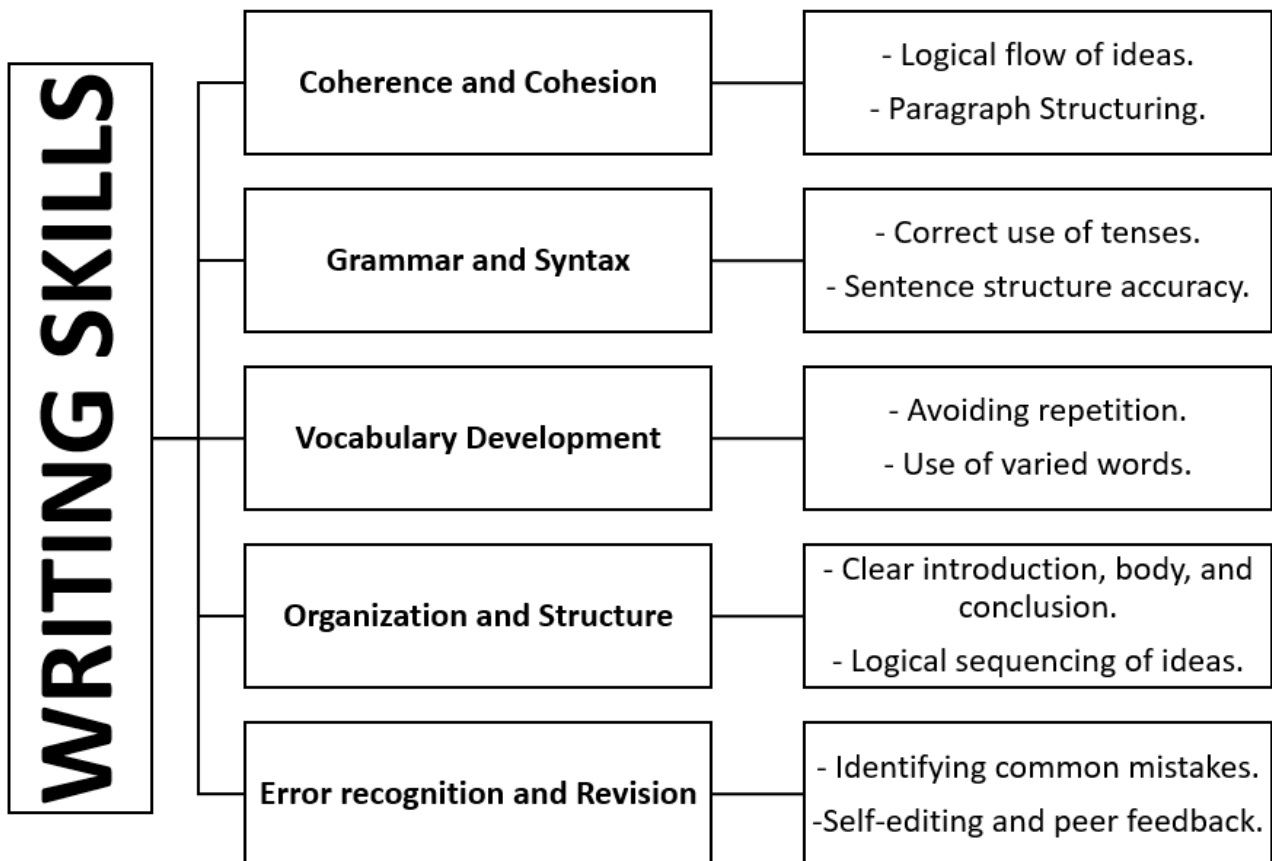 WRITING SKILLS
Coherence and Cohesion
- Logical flow of ideas.
- Paragraph Structuring.
Grammar and Syntax
- Correct use of tenses.
- Sentence structure accuracy.
Vocabulary Development
- Avoiding repetition.
- Use of varied words.
Organization and Structure
- Clear introduction, body, and
conclusion.
- Logical sequencing of ideas.
Error recognition and Revision
- Identifying common mistakes.
-Self-editing and peer feedback.